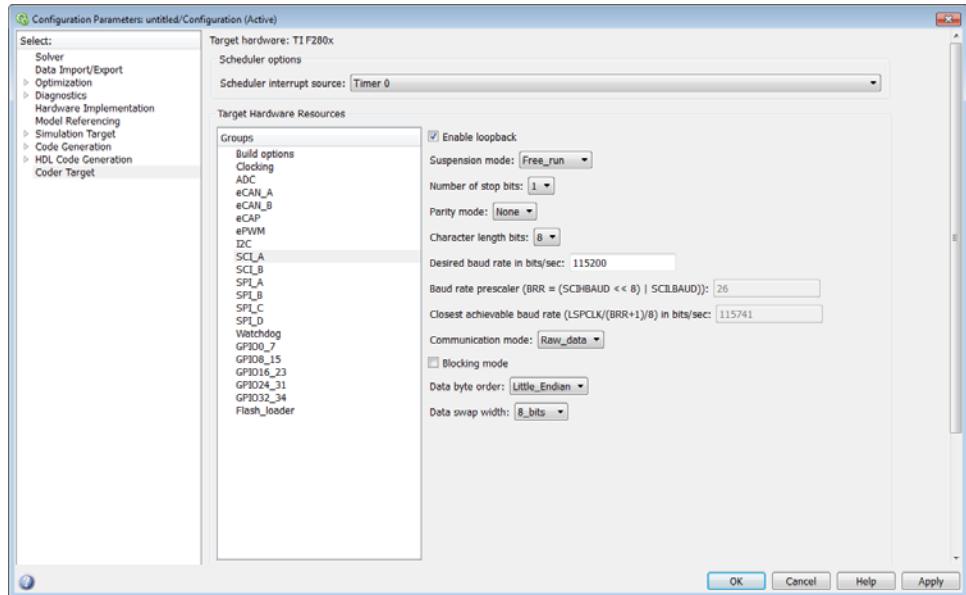 Configuration Parameters: untitled/Configuration (Active)
Select:
Solver
Data Import/Export
Optimization
Diagnostics
Hardware Implementation
Model Referencing
Simulation Target
Code Generation
HDL Code Generation
Coder Target
Target hardware: TI F280x
Scheduler options
Scheduler interrupt source: Timer 0
Target Hardware Resources
Groups
Build options
Clocking
ADC
eCAN_A
eCAN_B
eCAP
ePWM
I2C
SCI_A
SCI_B
SPI_A
SPI_B
SPI_C
SPI_D
Watchdog
GPIO0_7
GPIO8_15
GPIO16_23
GPIO24_31
GPIO32_34
Flash_loader
Enable loopback
Suspension mode: Free_run
Number of stop bits: 1
Parity mode: None
Character length bits: 8
Desired baud rate in bits/sec: 115200
Baud rate prescaler (BRR = (SCIHBAUD << 8) | SCILBAUD)): 26
Closest achievable baud rate (LSPCLK/(BRR+1)/8) in bits/sec: 115741
Communication mode: Raw_data
Blocking mode
Data byte order: Little_Endian
Data swap width: 8_bits
OK Cancel Help Apply